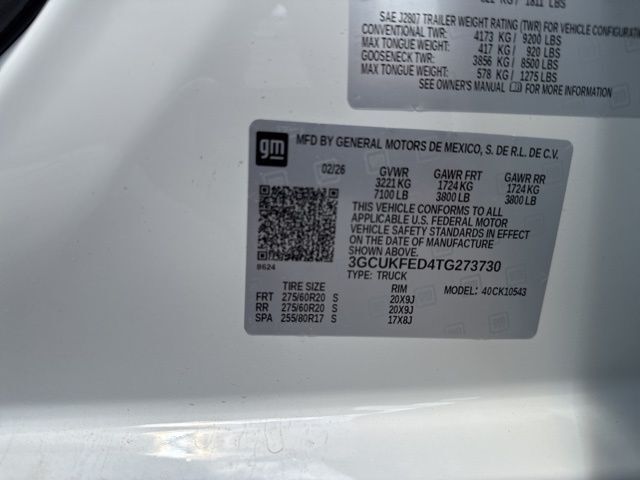 KG / 1811 LBS
SAE J2807 TRAILER WEIGHT RATING (TWR) FOR VEHICLE CONFIGURATION
CONVENTIONAL TWR: 4173 KG / 9200 LBS
MAX TONGUE WEIGHT: 417 KG / 920 LBS
GOOSENECK TWR: 3856 KG / 8500 LBS
MAX TONGUE WEIGHT: 578 KG / 1275 LBS
SEE OWNER'S MANUAL FOR MORE INFORMATION
gm MFD BY GENERAL MOTORS DE MEXICO, S. DE R.L. DE C.V.
02/26 GVWR GAWR FRT GAWR RR
3221 KG 1724 KG 1724 KG
7100 LB 3800 LB 3800 LB
THIS VEHICLE CONFORMS TO ALL
APPLICABLE U.S. FEDERAL MOTOR
VEHICLE SAFETY STANDARDS IN EFFECT
ON THE DATE OF MANUFACTURE
SHOWN ABOVE.
3GCUKFED4TG273730
B624
TYPE: TRUCK
TIRE SIZE RIM MODEL: 40CK10543
FRT 275/60R20 S 20X9J
RR 275/60R20 S 20X9J
SPA 255/80R17 S 17X8J